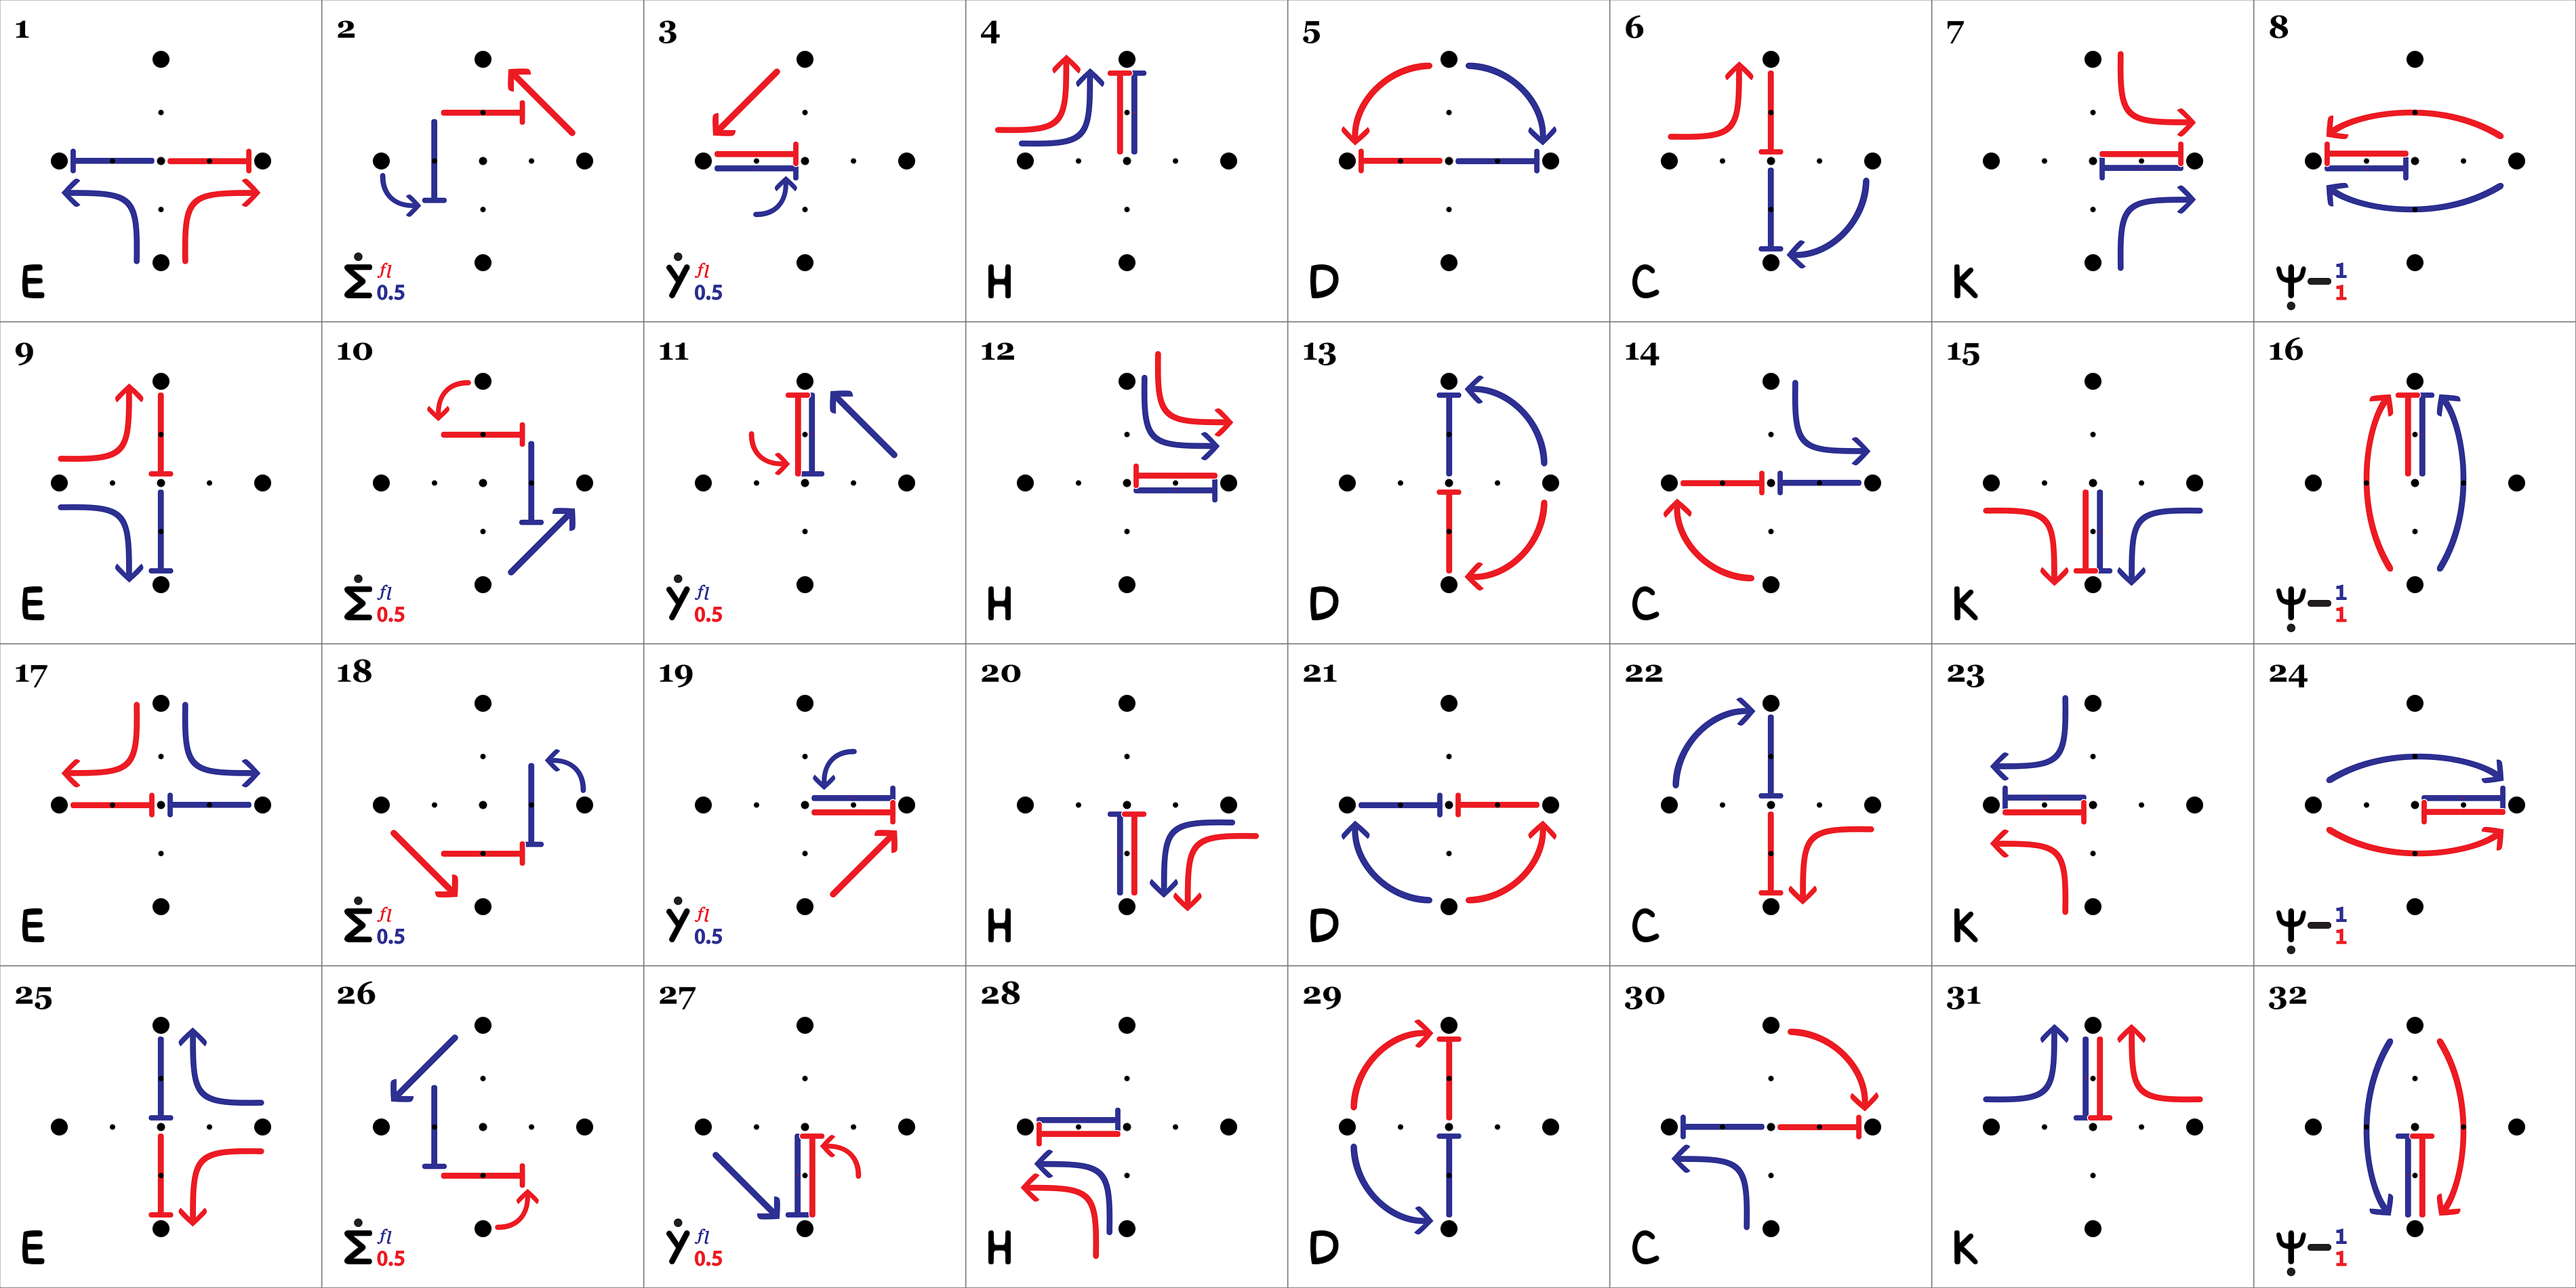 1
E
2
Σ̇ fl
0.5
3
Ẏ fl
0.5
4
H
5
D
6
C
7
K
8
Ψ̣– 1
1
9
E
10
Σ̇ fl
0.5
11
Ẏ fl
0.5
12
H
13
D
14
C
15
K
16
Ψ̣– 1
1
17
E
18
Σ̇ fl
0.5
19
Ẏ fl
0.5
20
H
21
D
22
C
23
K
24
Ψ̣– 1
1
25
E
26
Σ̇ fl
0.5
27
Ẏ fl
0.5
28
H
29
D
30
C
31
K
32
Ψ̣– 1
1